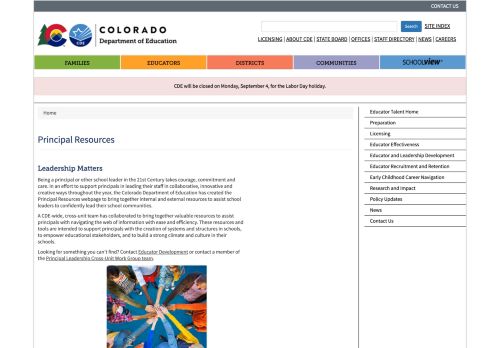 CONTACT US
COLORADO
Department of Education
CDE
Search
SITE INDEX
LICENSING | ABOUT CDE | STATE BOARD | OFFICES | STAFF DIRECTORY | NEWS | CAREERS
FAMILIES
EDUCATORS
DISTRICTS
COMMUNITIES
SCHOOLVIEW
CDE will be closed on Monday, September 4, for the Labor Day holiday.
Home
Principal Resources
Leadership Matters
Being a principal or other school leader in the 21st Century takes courage, commitment and
care. In an effort to support principals in leading their staff in collaborative, innovative and
creative ways throughout the year, the Colorado Department of Education has created the
Principal Resources webpage to bring together internal and external resources to assist school
leaders to confidently lead their school communities.
A CDE-wide, cross-unit team has collaborated to bring together valuable resources to assist
principals with navigating the web of information with ease and efficiency. These resources and
tools are intended to support principals with the creation of systems and structures in schools,
to empower educational stakeholders, and to build a strong climate and culture in their
schools.
Looking for something you can't find? Contact Educator Development or contact a member of
the Principal Leadership Cross-Unit Work Group team.
Educator Talent Home
Preparation
Licensing
Educator Effectiveness
Educator and Leadership Development
Educator Recruitment and Retention
Early Childhood Career Navigation
Research and Impact
Policy Updates
News
Contact Us